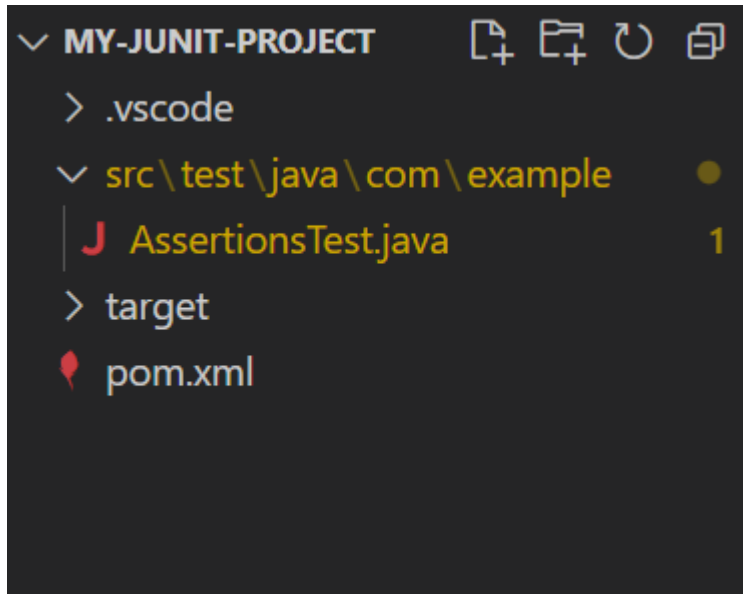 MY-JUNIT-PROJECT
.vscode
src\test\java\com\example
AssertionsTest.java 1
target
pom.xml